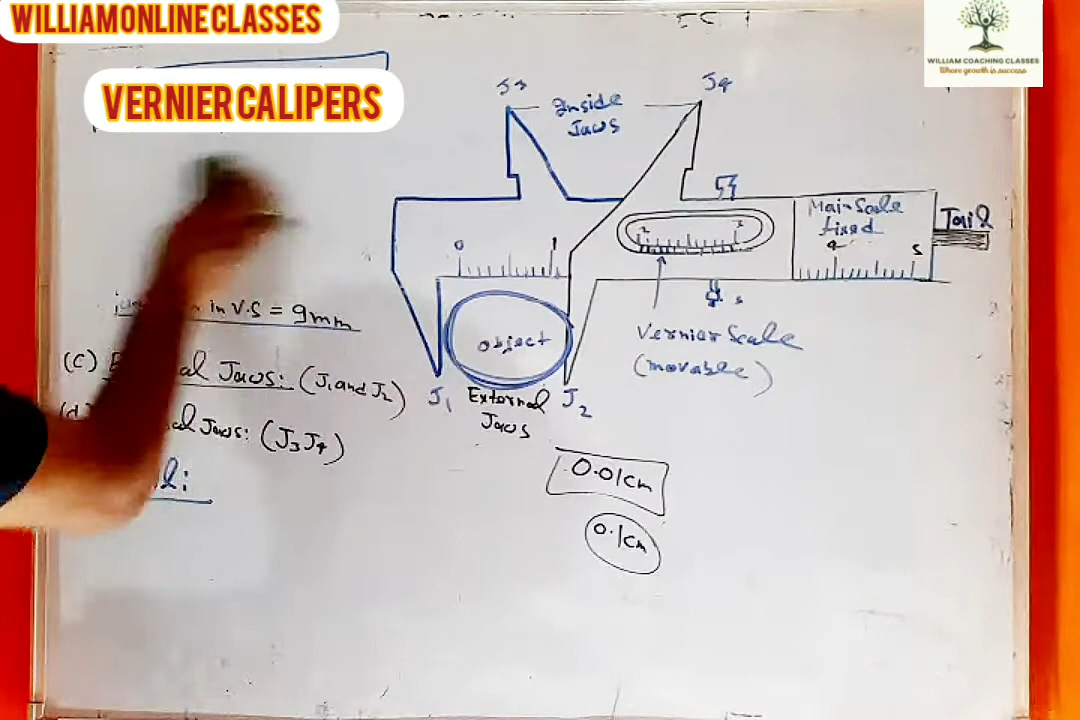 WILLIAMONLINE CLASSES
VERNIER CALIPERS
WILLIAM COACHING CLASSES
Where growth is success
J3
Inside
Jaws
J4
Main Scale
fixed
Tail
0
1
4
5
in V.S = 9mm
(C)
Jaws: (J1 and J2)
Jaws: (J3 J4)
object
J1
External
Jaws
J2
s
Vernier Scale
(movable)
0.01cm
0.1cm